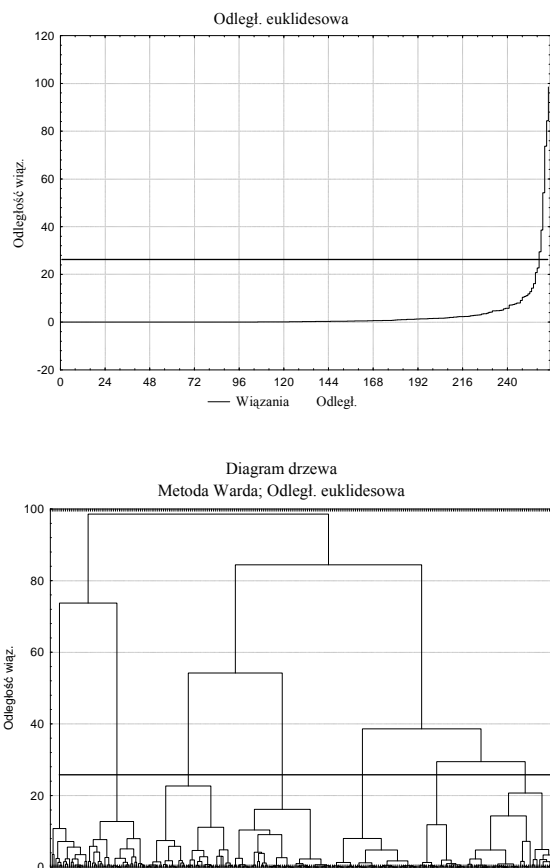 Odległ. euklidesowa
120
100
80
60
40
20
0
-20
Odległość wiąz.
0 24 48 72 96 120 144 168 192 216 240
Wiązania Odległ.
Diagram drzewa
Metoda Warda; Odległ. euklidesowa
100
80
60
40
20
0
Odległość wiąz.